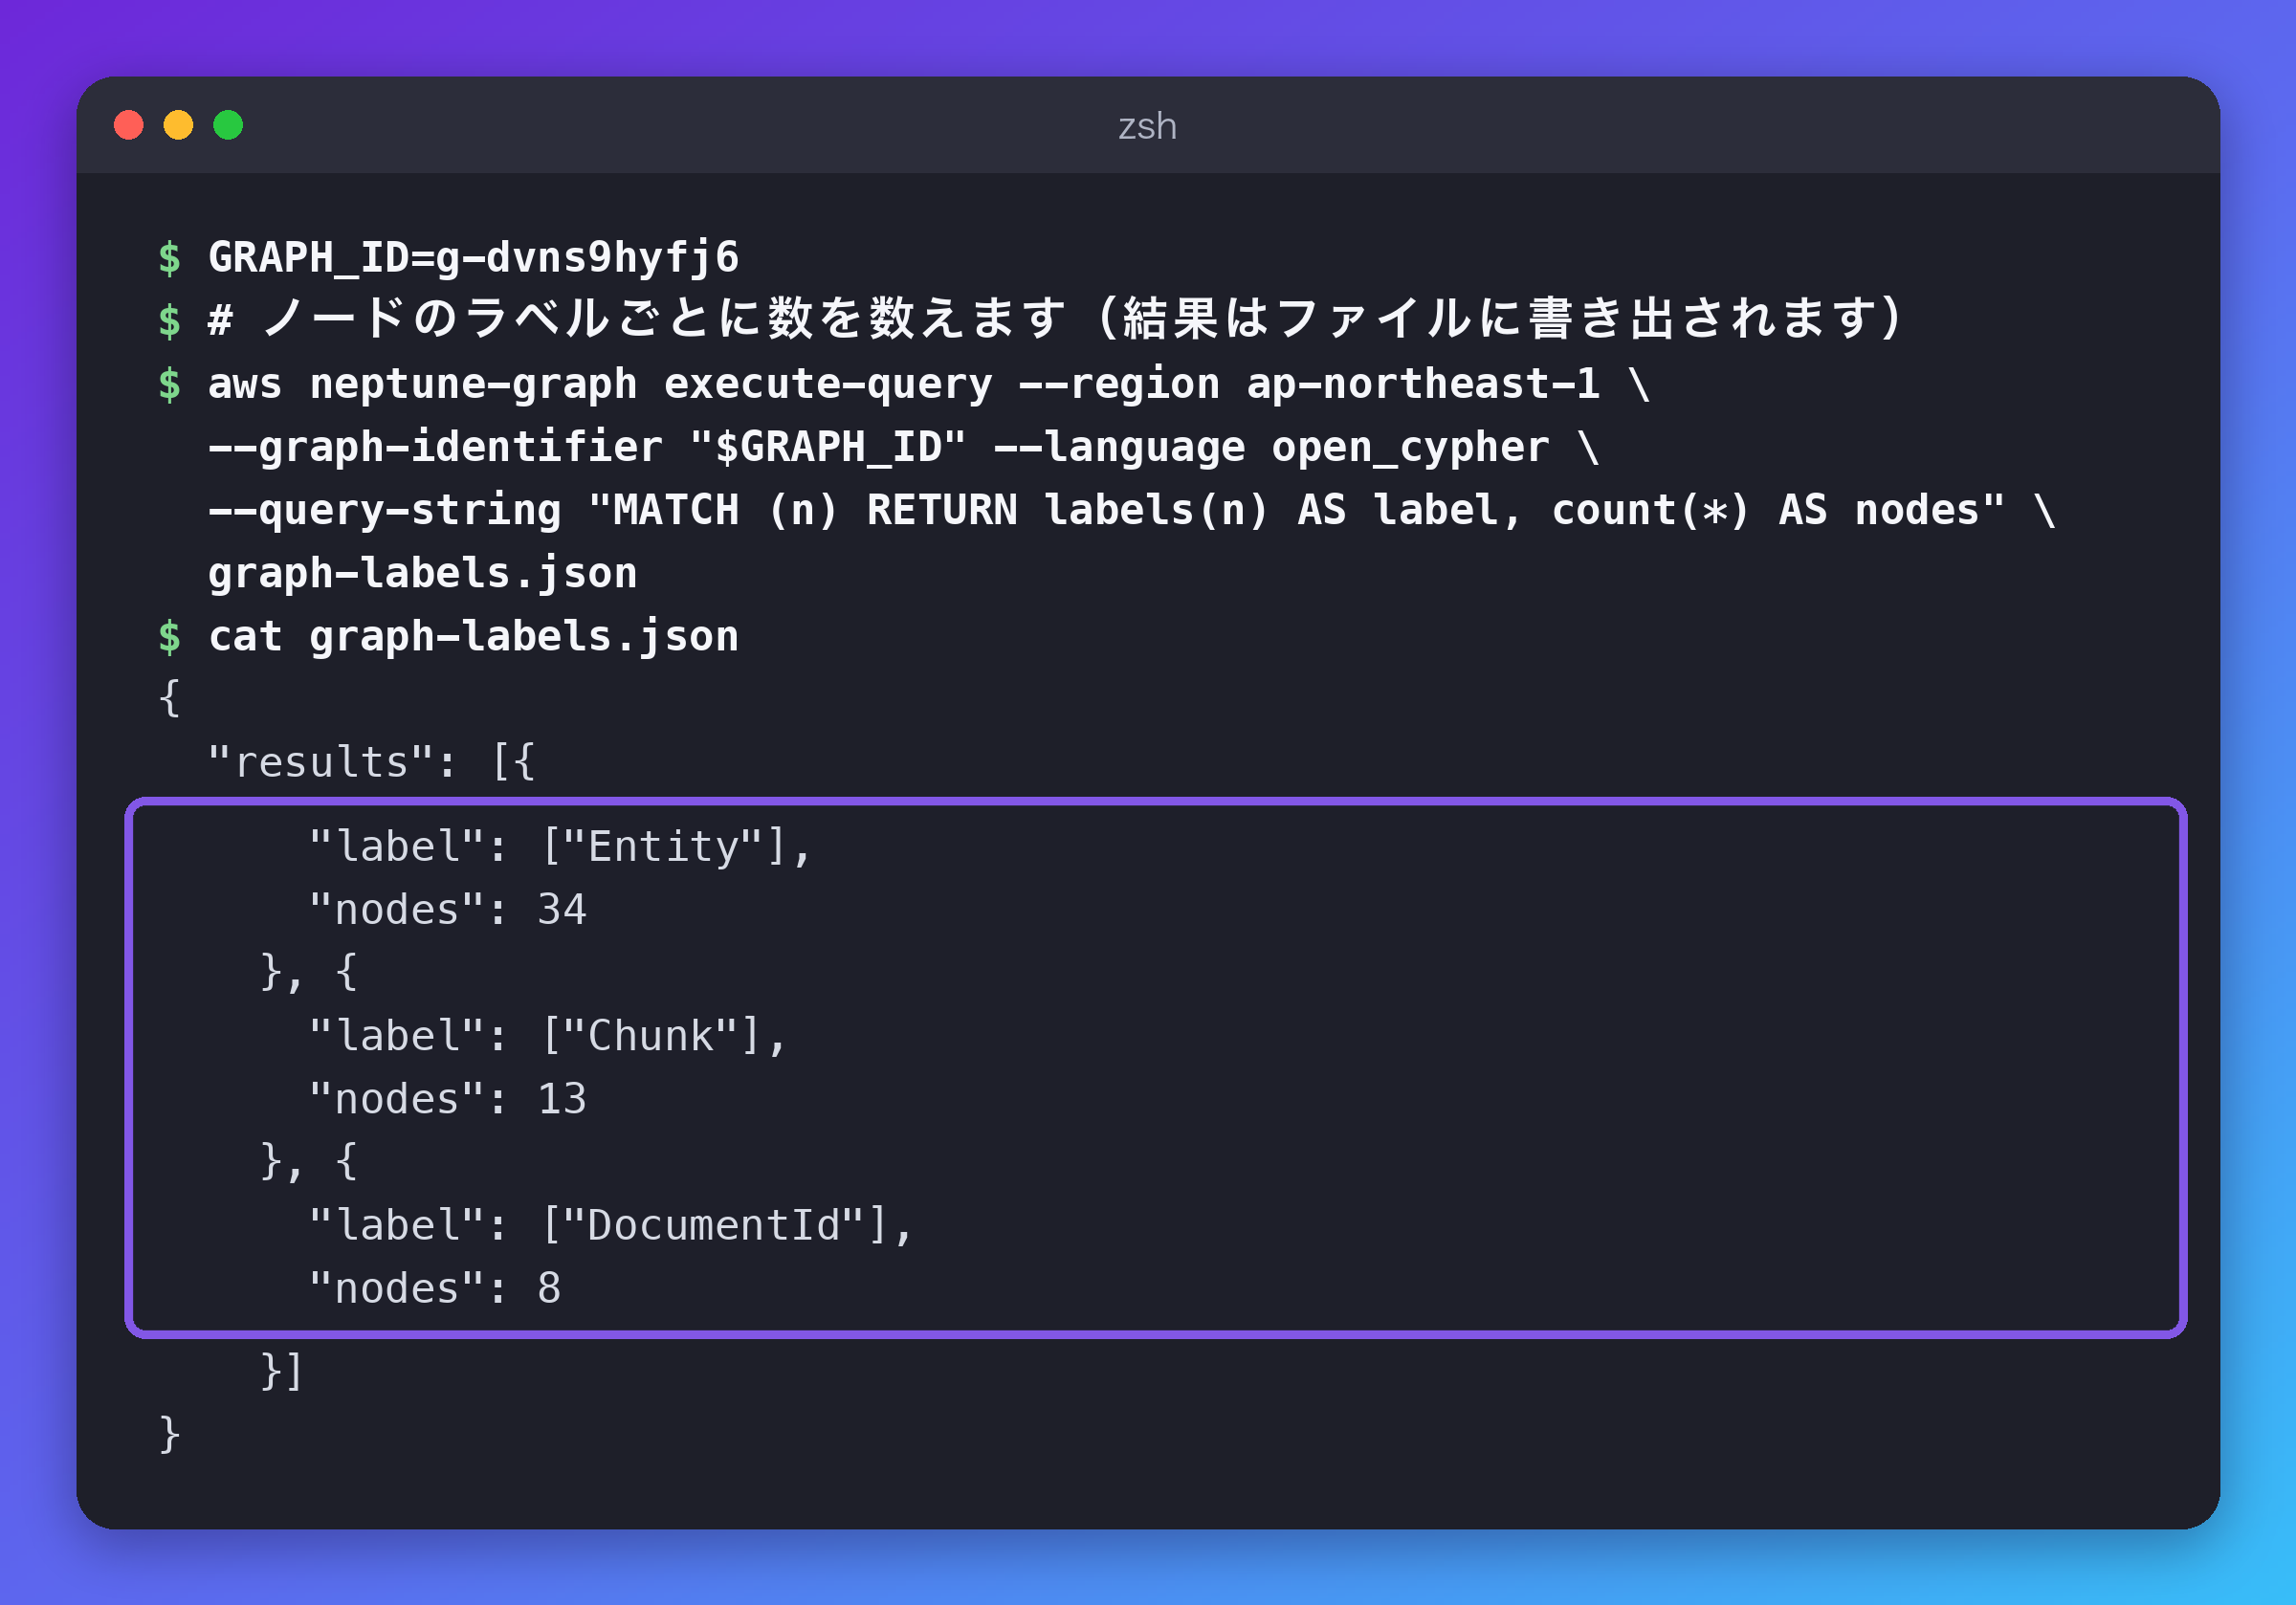 zsh
$ GRAPH_ID=g-dvns9hyfj6
$ # ノードのラベルごとに数を数えます（結果はファイルに書き出されます）
$ aws neptune-graph execute-query --region ap-northeast-1 \
  --graph-identifier "$GRAPH_ID" --language open_cypher \
  --query-string "MATCH (n) RETURN labels(n) AS label, count(*) AS nodes" \
  graph-labels.json
$ cat graph-labels.json
{
  "results": [{
      "label": ["Entity"],
      "nodes": 34
    }, {
      "label": ["Chunk"],
      "nodes": 13
    }, {
      "label": ["DocumentId"],
      "nodes": 8
    }]
}